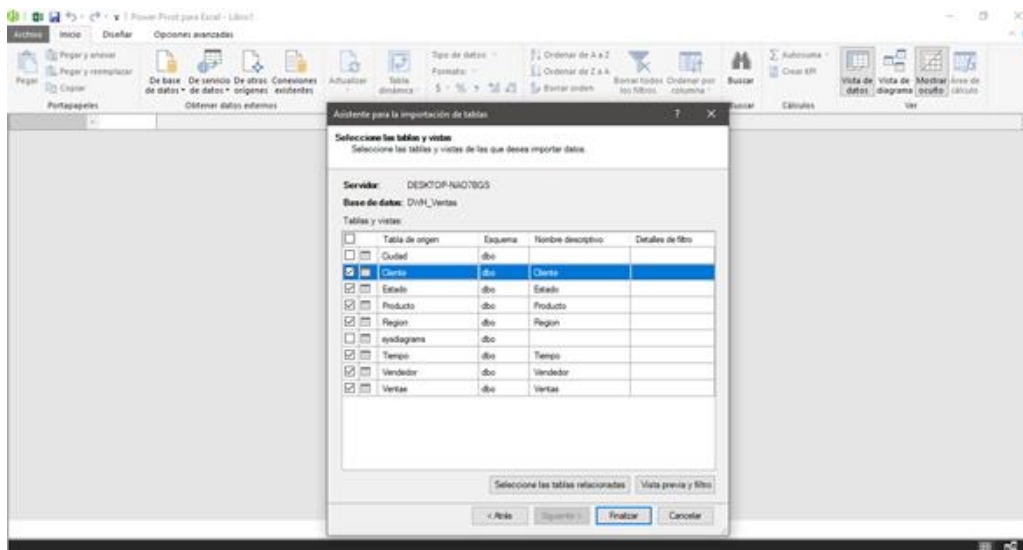 Power Pivot para Excel - Libro1
Archivo Inicio Diseñar Opciones avanzadas
Pegar
Pegar y anexar
Pegar y reemplazar
Copiar
Portapapeles
De base de datos
De servicio de datos
De otros orígenes
Conexiones existentes
Obtener datos externos
Actualizar
Tabla dinámica
Tipo de datos:
Formato:
$ % ,
Ordenar de A a Z
Ordenar de Z a A
Borrar orden
Borrar todos los filtros
Ordenar por columna
Buscar
Buscar
Autosuma
Crear KPI
Cálculos
Vista de datos
Vista de diagrama
Mostrar oculto
Área de cálculo
Ver
Asistente para la importación de tablas ? ×
Seleccione las tablas y vistas
Seleccione las tablas y vistas de las que desea importar datos.
Servidor: DESKTOP-NAO78GS
Base de datos: DWH_Ventas
Tablas y vistas:
Tabla de origen Esquema Nombre descriptivo Detalles de filtro
Ciudad dbo
Cliente dbo Cliente
Estado dbo Estado
Producto dbo Producto
Region dbo Region
sysdiagrams dbo
Tiempo dbo Tiempo
Vendedor dbo Vendedor
Ventas dbo Ventas
Seleccione las tablas relacionadas Vista previa y filtro
< Atrás Siguiente > Finalizar Cancelar